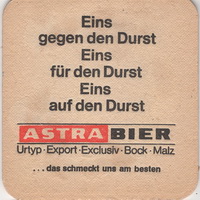 Eins
gegen den Durst
Eins
für den Durst
Eins
auf den Durst
ASTRA BIER
Urtyp · Export · Exclusiv · Bock · Malz
...das schmeckt uns am besten